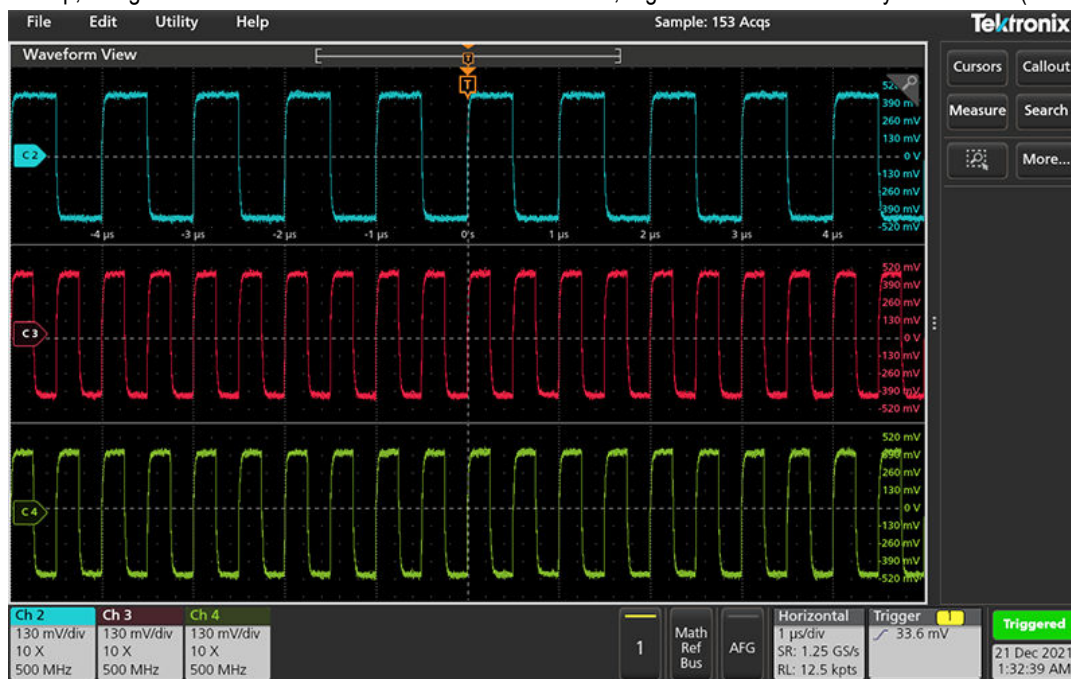 File Edit Utility Help Sample: 153 Acqs Tektronix
Waveform View
T
T
Cursors Callout
Measure Search
More...
390 m
260 mV
130 mV
0 V
-130 mV
-260 mV
-390 mV
-520 mV
C 2
-4 µs -3 µs -2 µs -1 µs 0 s 1 µs 2 µs 3 µs 4 µs
520 mV
390 mV
260 mV
130 mV
0 V
-130 mV
-260 mV
-390 mV
-520 mV
C 3
520 mV
390 mV
260 mV
130 mV
0 V
-130 mV
-260 mV
-390 mV
-520 mV
C 4
Ch 2
130 mV/div
10 X
500 MHz
Ch 3
130 mV/div
10 X
500 MHz
Ch 4
130 mV/div
10 X
500 MHz
1
Math
Ref
Bus
AFG
Horizontal
1 µs/div
SR: 1.25 GS/s
RL: 12.5 kpts
Trigger 1
33.6 mV
Triggered
21 Dec 2021
1:32:39 AM